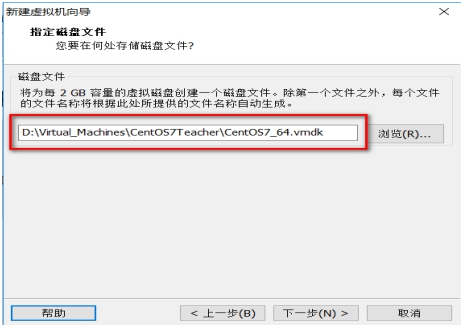 新建虚拟机向导
指定磁盘文件
您要在何处存储磁盘文件?
磁盘文件
将为每 2 GB 容量的虚拟磁盘创建一个磁盘文件。除第一个文件之外，每个文件
的文件名称将根据此处所提供的文件名称自动生成。
D:\Virtual_Machines\CentOS7Teacher\CentOS7_64.vmdk
浏览(R)...
帮助
< 上一步(B)
下一步(N) >
取消